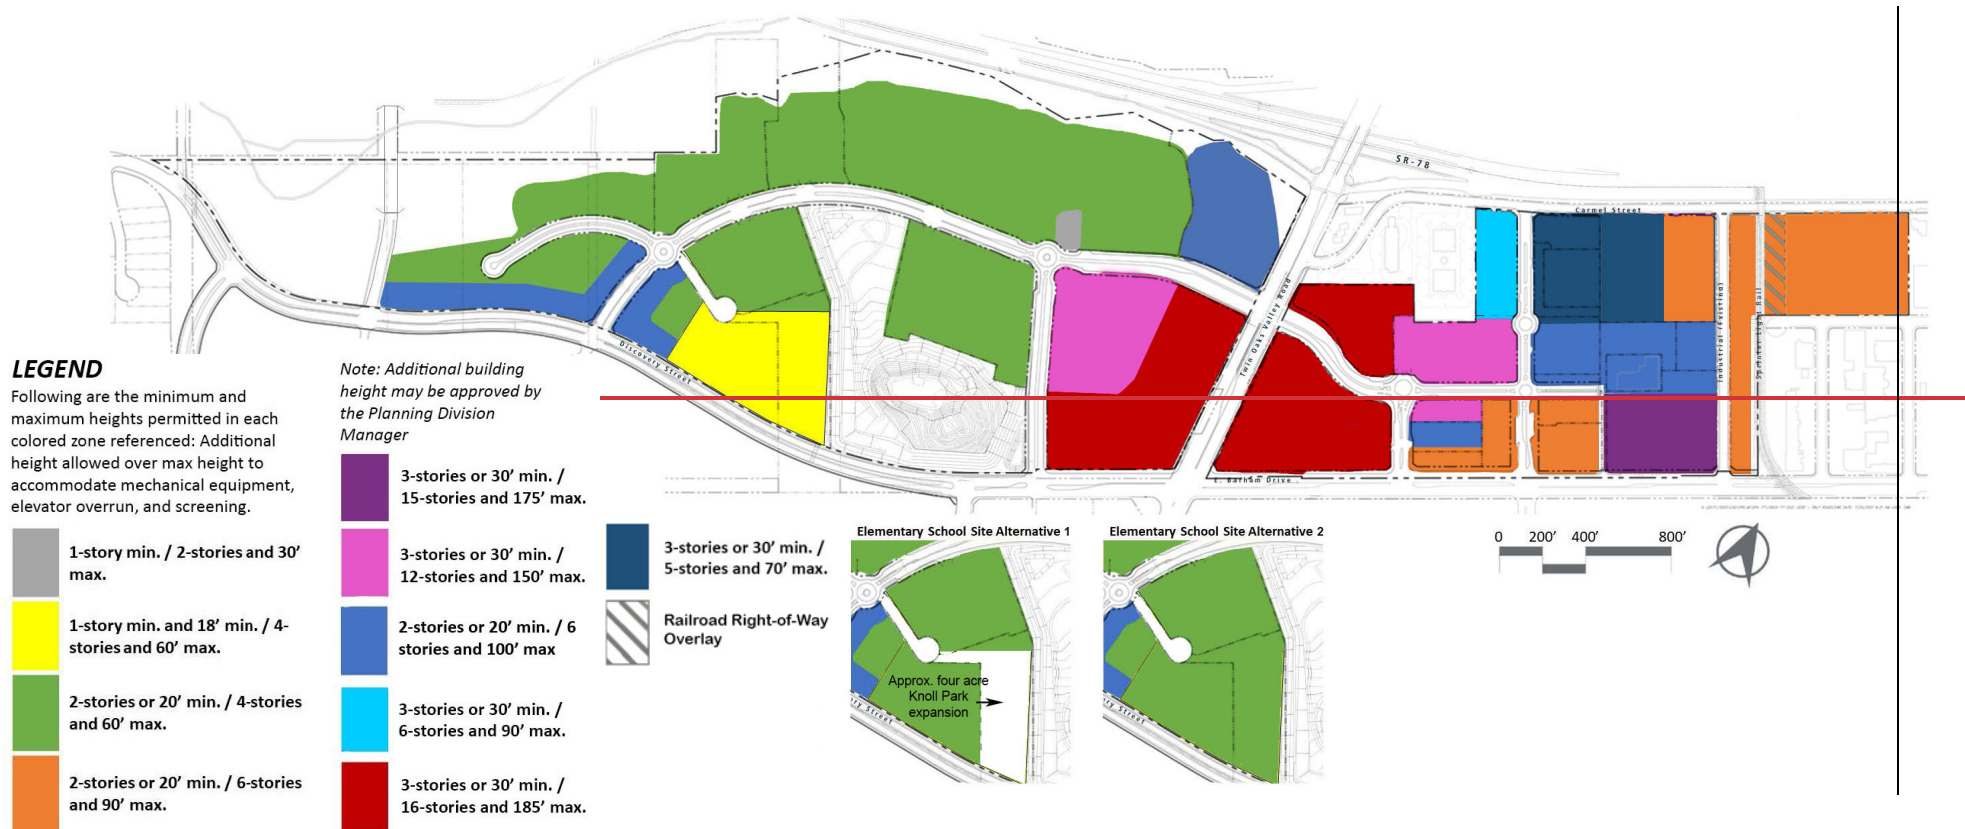 SR-78
Carmel Street
Industrial (Existing)
Sprinter Light Rail
Twin Oaks Valley Road
Discovery Street
E. Barham Drive
LEGEND
Following are the minimum and
maximum heights permitted in each
colored zone referenced: Additional
height allowed over max height to
accommodate mechanical equipment,
elevator overrun, and screening.
1-story min. / 2-stories and 30’
max.
1-story min. and 18’ min. / 4-
stories and 60’ max.
2-stories or 20’ min. / 4-stories
and 60’ max.
2-stories or 20’ min. / 6-stories
and 90’ max.
Note: Additional building
height may be approved by
the Planning Division
Manager
3-stories or 30’ min. /
15-stories and 175’ max.
3-stories or 30’ min. /
12-stories and 150’ max.
2-stories or 20’ min. / 6
stories and 100’ max
3-stories or 30’ min. /
6-stories and 90’ max.
3-stories or 30’ min. /
16-stories and 185’ max.
3-stories or 30’ min. /
5-stories and 70’ max.
Railroad Right-of-Way
Overlay
Elementary School Site Alternative 1
Approx. four acre
Knoll Park
expansion
ry Street
Elementary School Site Alternative 2
ry Street
0 200’ 400’ 800’